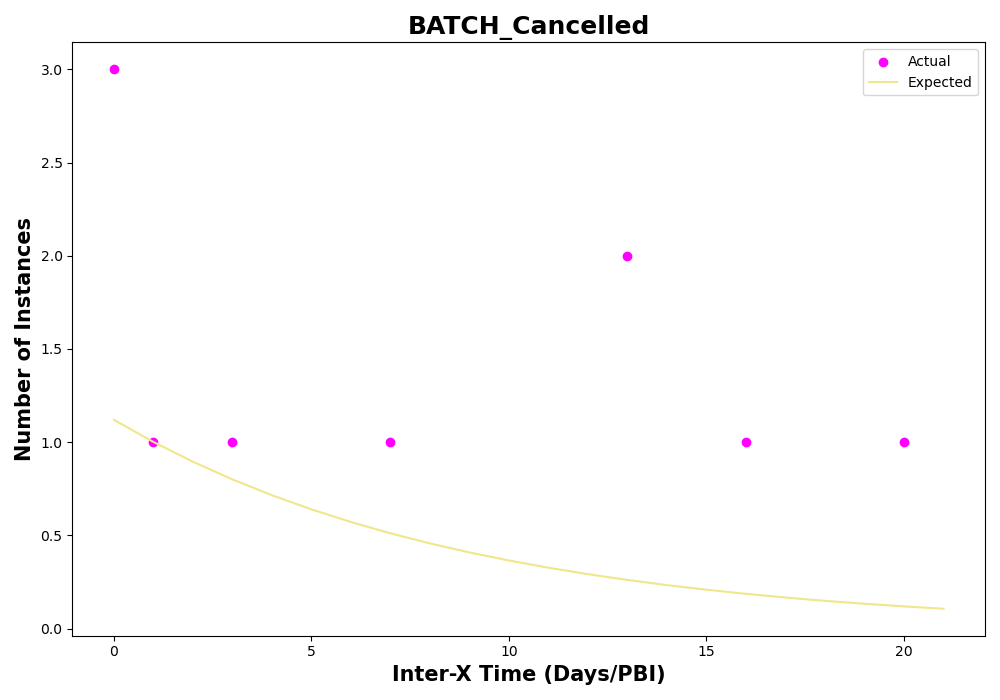 BATCH_Cancelled
Actual
Expected
Number of Instances
3.0
2.5
2.0
1.5
1.0
0.5
0.0
0
5
10
15
20
Inter-X Time (Days/PBI)